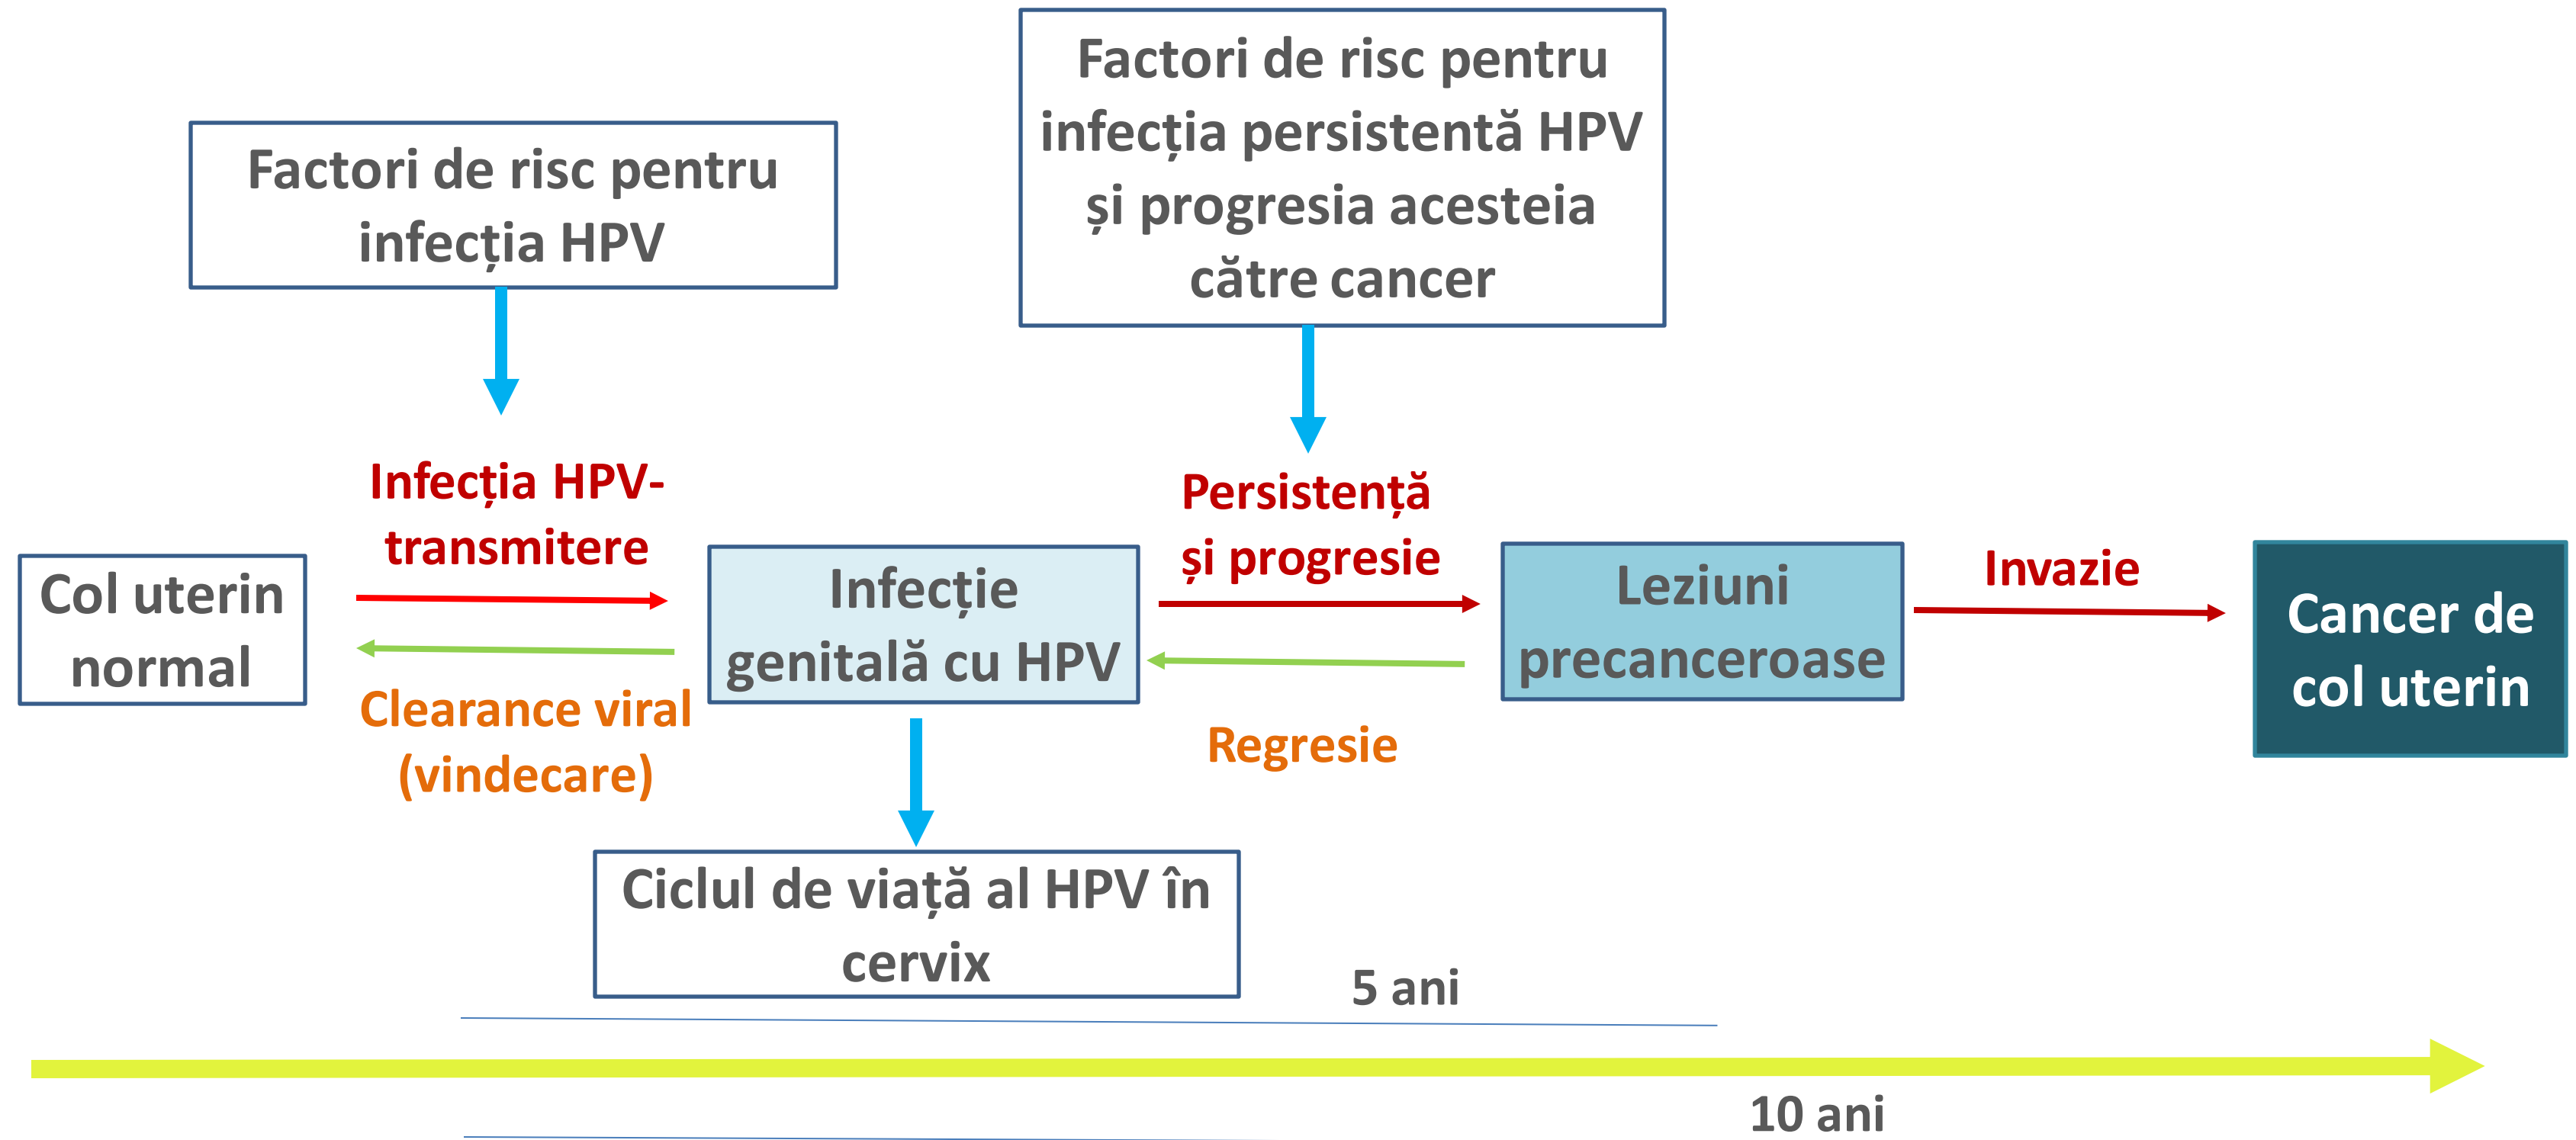 Factori de risc pentru
infecția persistentă HPV
și progresia acesteia
către cancer
Factori de risc pentru
infecția HPV
Infecția HPV-
transmitere
Persistență
și progresie
Invazie
Col uterin
normal
Infecție
genitală cu HPV
Leziuni
precanceroase
Cancer de
col uterin
Clearance viral
(vindecare)
Regresie
Ciclul de viață al HPV în
cervix
5 ani
10 ani